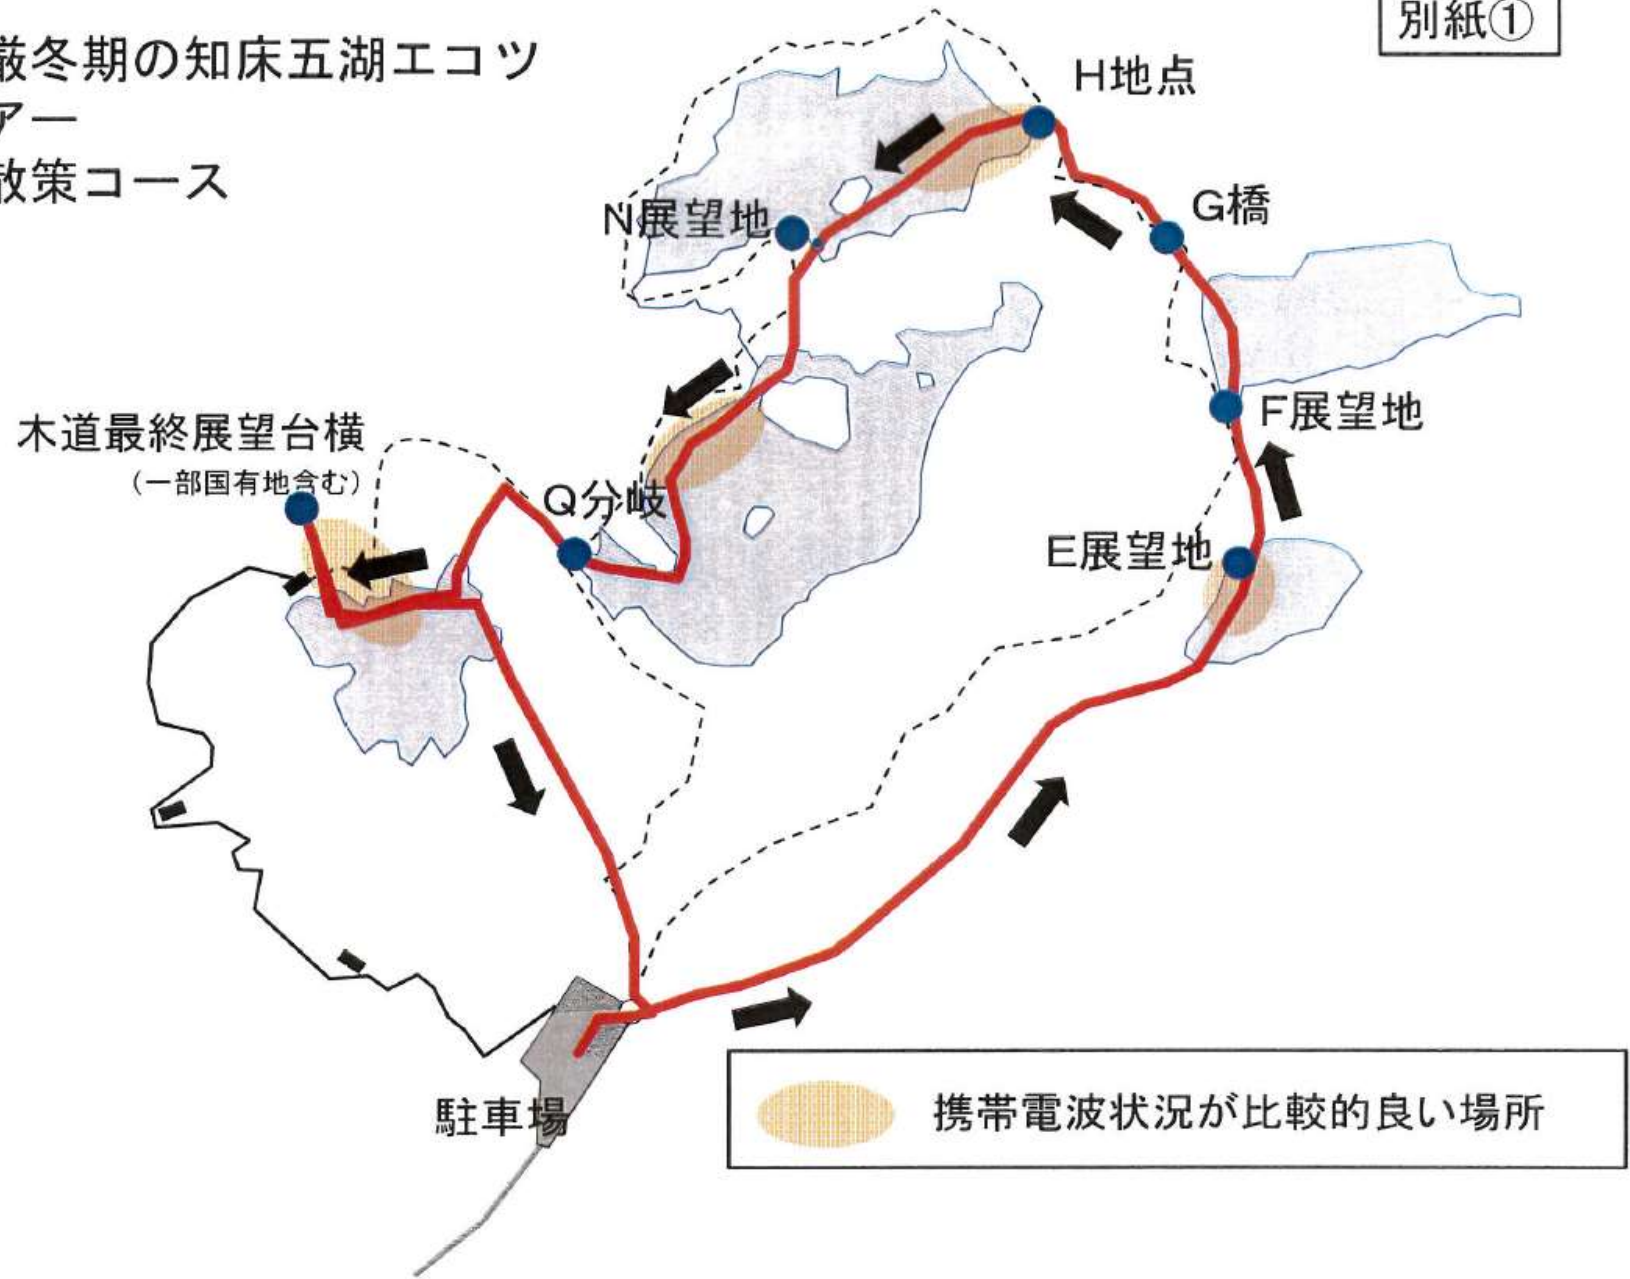 別紙①
厳冬期の知床五湖エコツ
アー
散策コース
H地点
G橋
N展望地
F展望地
木道最終展望台横
（一部国有地含む）
Q分岐
E展望地
駐車場
携帯電波状況が比較的良い場所